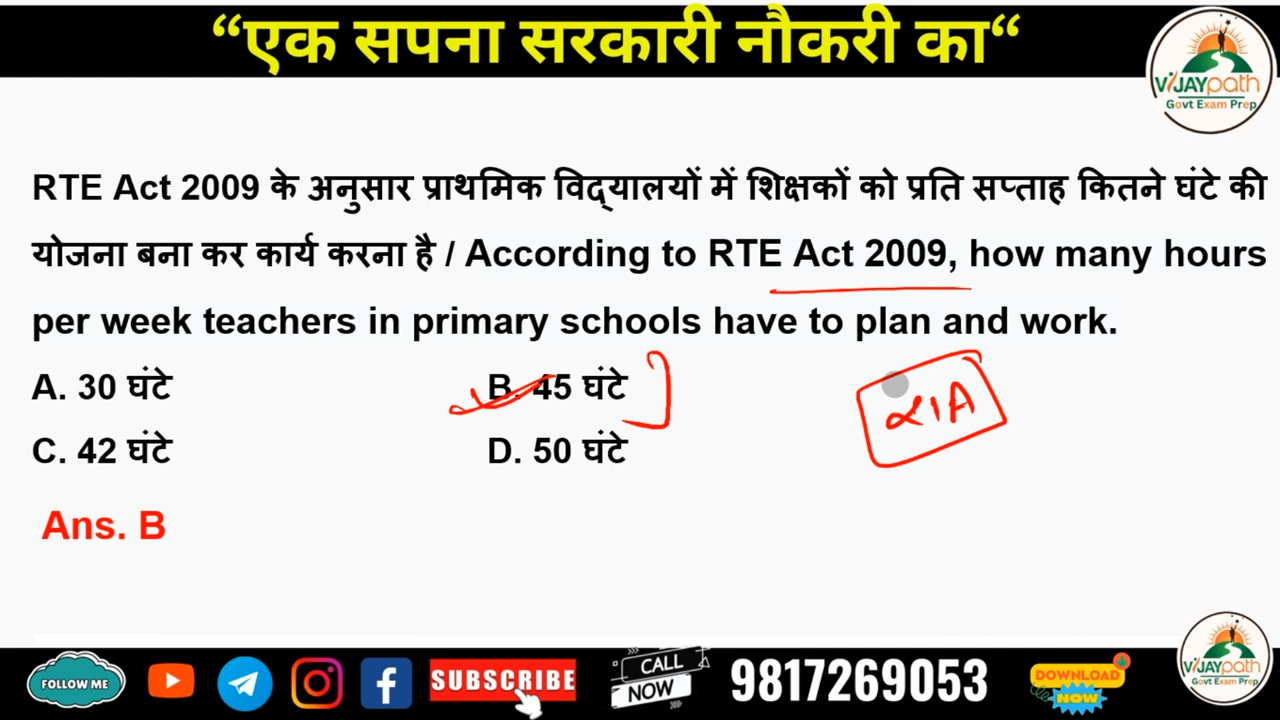 “एक सपना सरकारी नौकरी का“
VIJAYpath
Govt Exam Prep
RTE Act 2009 के अनुसार प्राथमिक विद्यालयों में शिक्षकों को प्रति सप्ताह कितने घंटे की
योजना बना कर कार्य करना है / According to RTE Act 2009, how many hours
per week teachers in primary schools have to plan and work.
A. 30 घंटे
B. 45 घंटे
C. 42 घंटे
D. 50 घंटे
Ans. B
FOLLOW ME
SUBSCRIBE
CALL
NOW
9817269053
DOWNLOAD
NOW
VIJAYpath
Govt Exam Prep